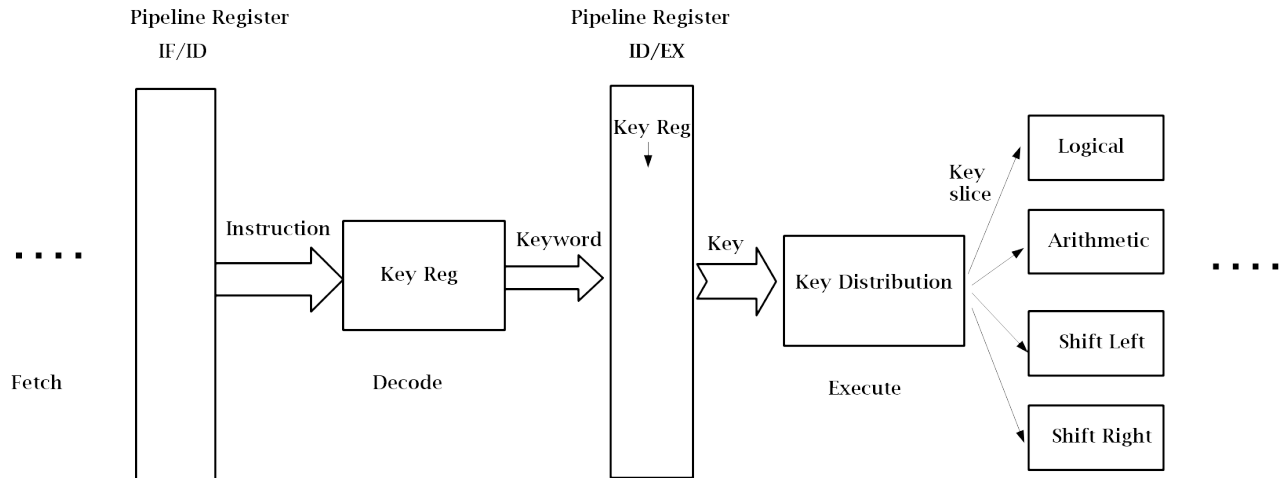 Pipeline Register
IF/ID
Pipeline Register
ID/EX
Key Reg
Instruction
Key Reg
Keyword
Key
Key Distribution
Key
slice
Logical
Arithmetic
Shift Left
Shift Right
Fetch
Decode
Execute